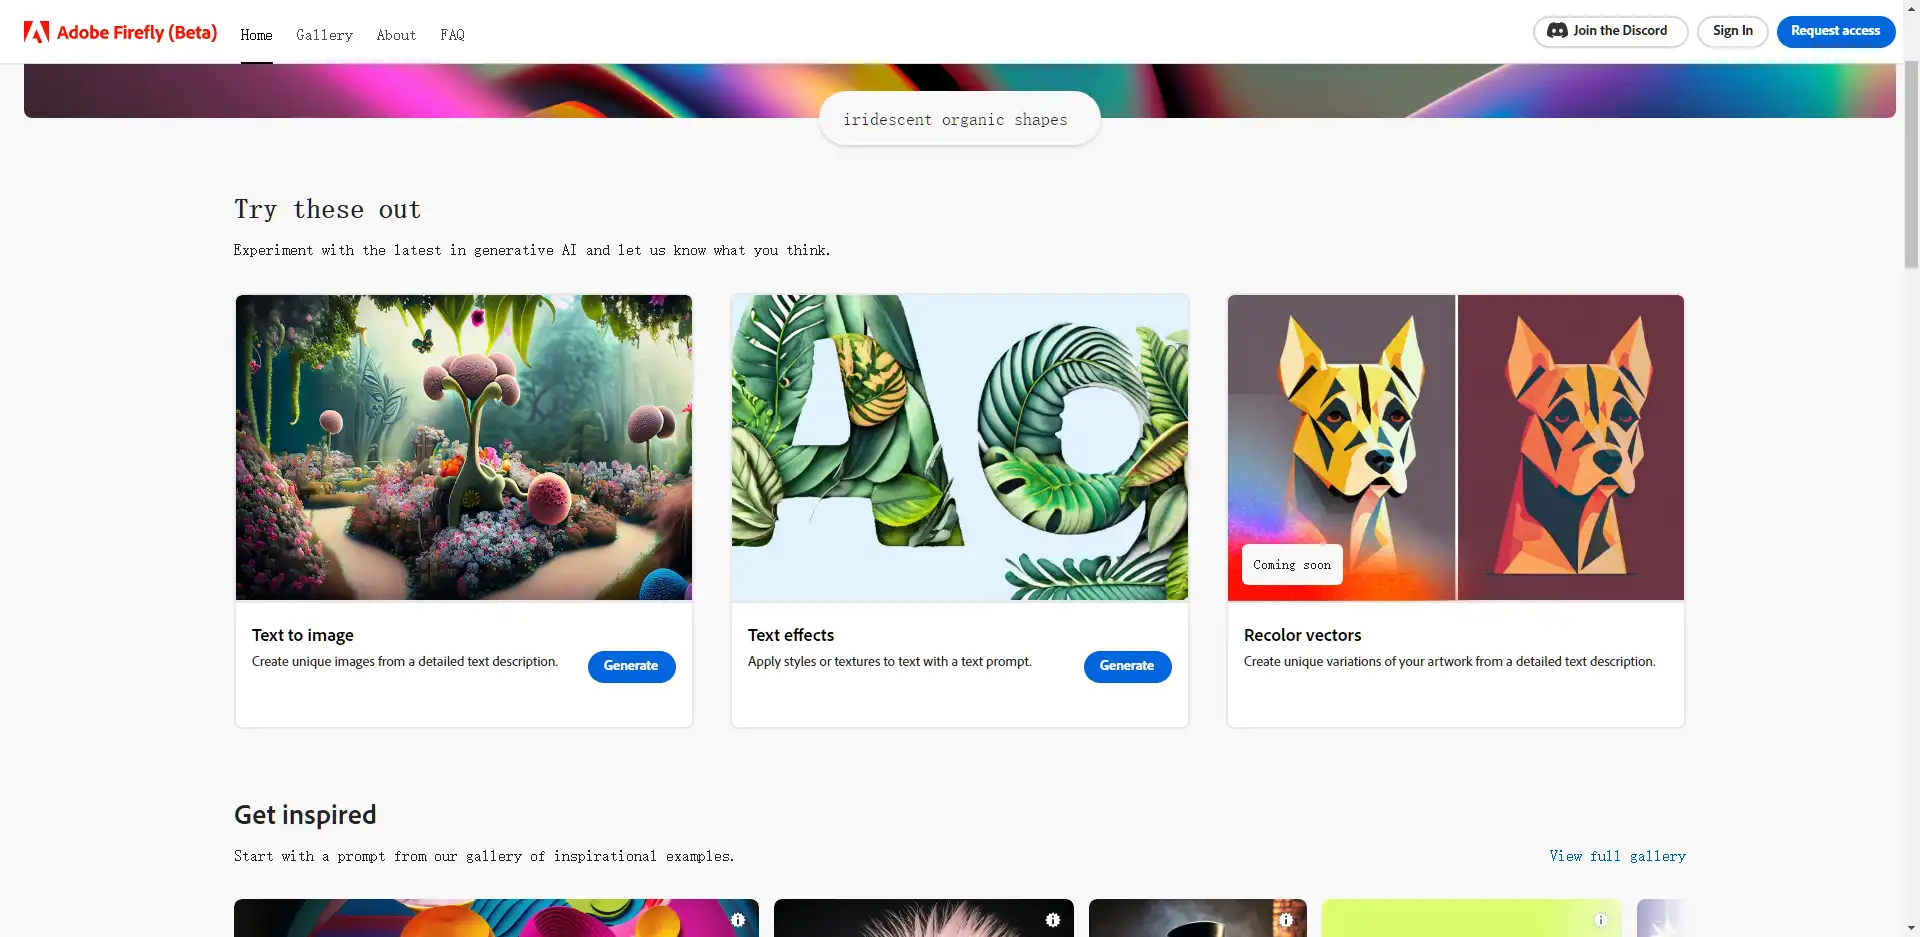 Adobe Firefly (Beta)
Home
Gallery
About
FAQ
Join the Discord
Sign In
Request access
iridescent organic shapes
Try these out
Experiment with the latest in generative AI and let us know what you think.
Ag
Coming soon
Text to image
Create unique images from a detailed text description.
Generate
Text effects
Apply styles or textures to text with a text prompt.
Generate
Recolor vectors
Create unique variations of your artwork from a detailed text description.
Get inspired
Start with a prompt from our gallery of inspirational examples.
View full gallery